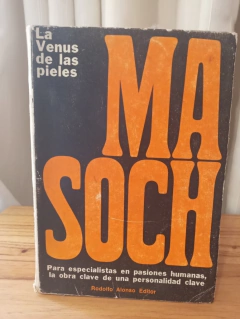 La
Venus
de las
pieles
MA
SOCH
Para especialistas en pasiones humanas,
la obra clave de una personalidad clave
Rodolfo Alonso Editor